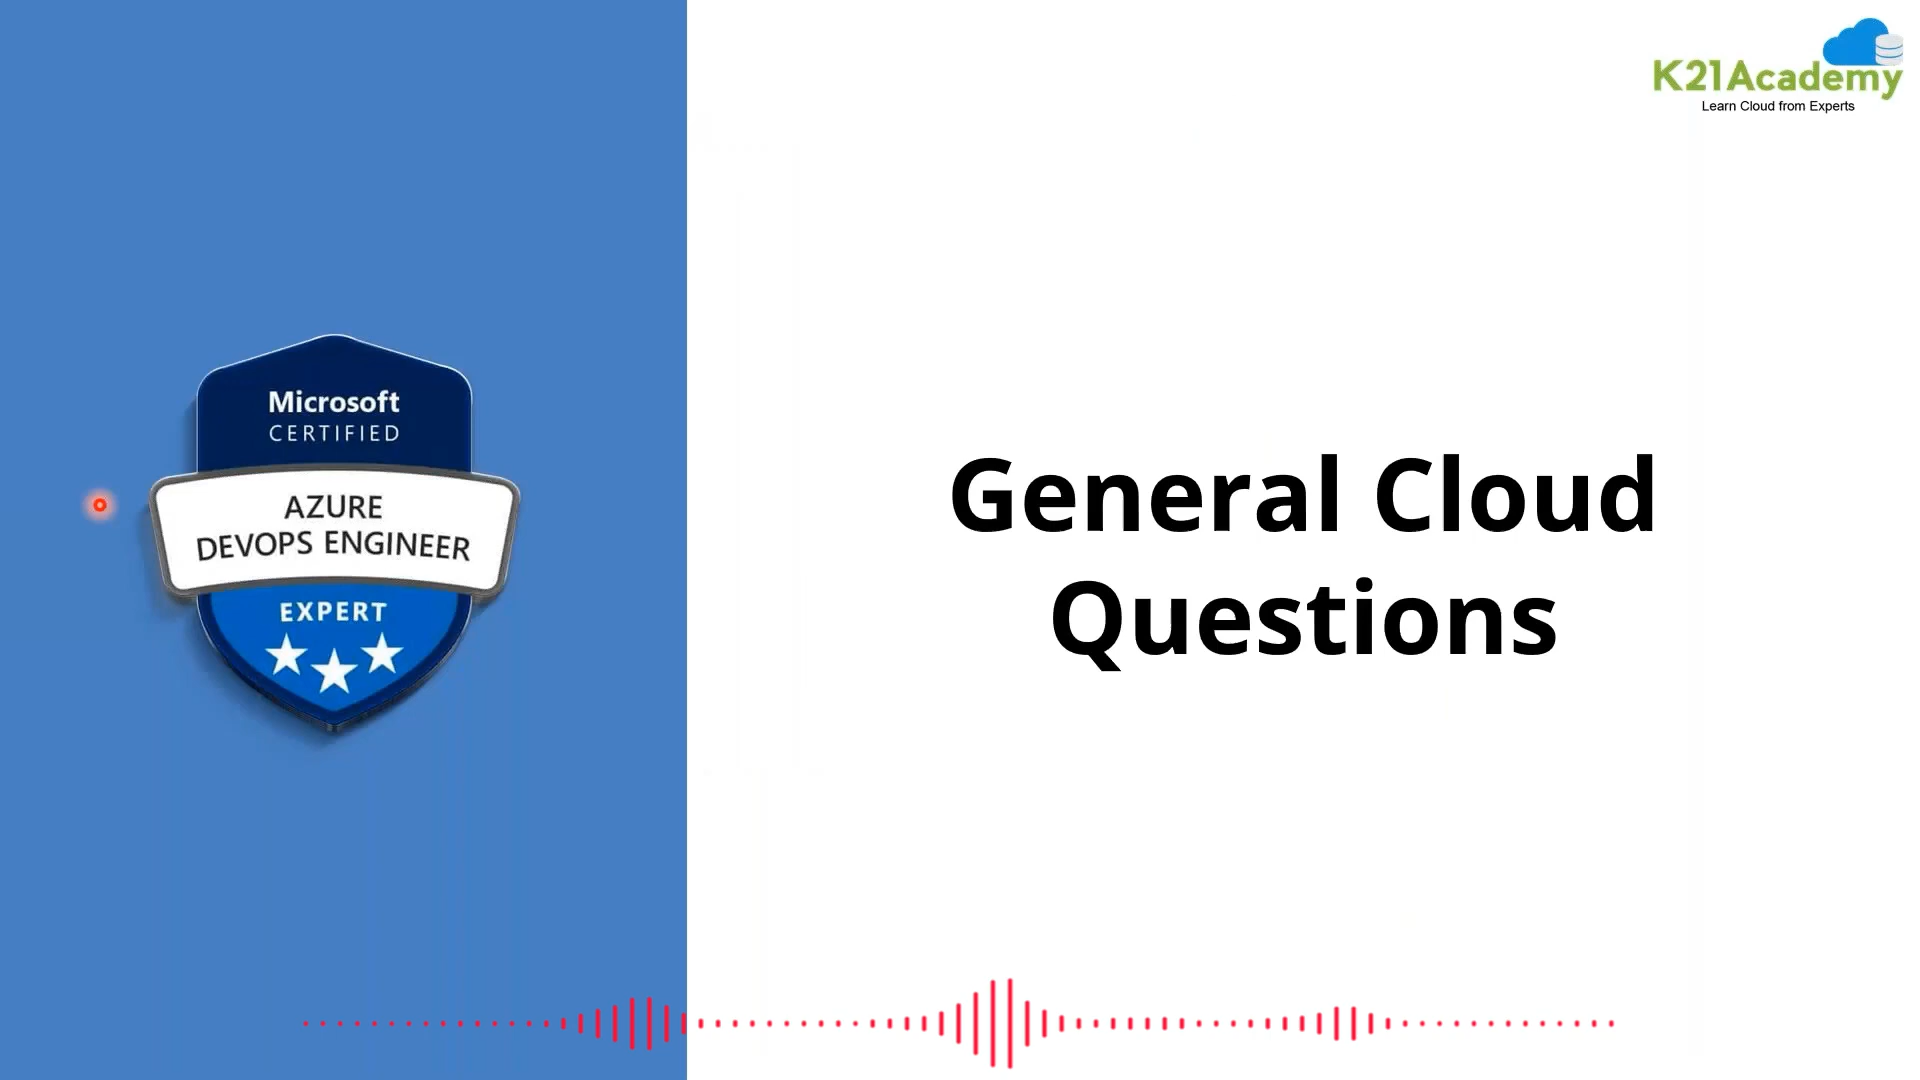 K21Academy
Learn Cloud from Experts
Microsoft
CERTIFIED
AZURE
DEVOPS ENGINEER
EXPERT
General Cloud
Questions